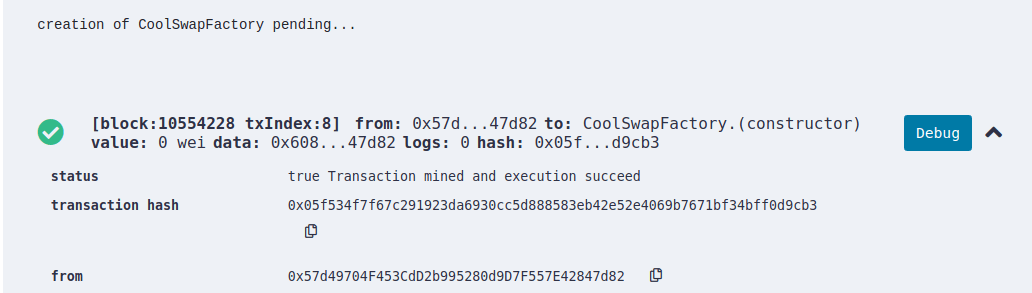 creation of CoolSwapFactory pending...
[block:10554228 txIndex:8] from: 0x57d...47d82 to: CoolSwapFactory.(constructor)
value: 0 wei data: 0x608...47d82 logs: 0 hash: 0x05f...d9cb3
Debug
status true Transaction mined and execution succeed
transaction hash 0x05f534f7f67c291923da6930cc5d888583eb42e52e4069b7671bf34bff0d9cb3
from 0x57d49704F453CdD2b995280d9D7F557E42847d82